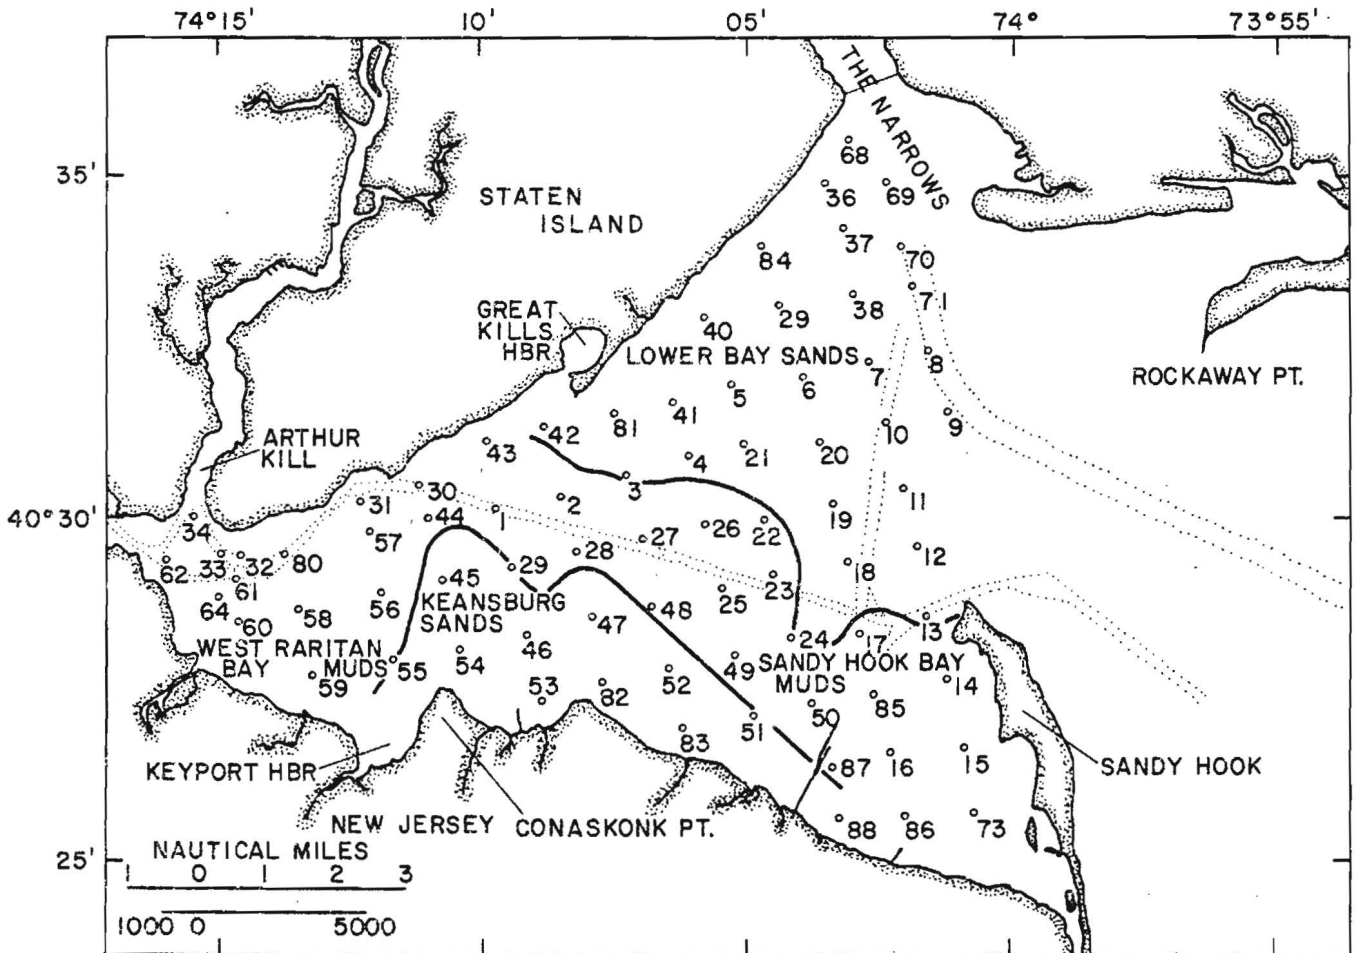 74°15' 10' 05' 74° 73°55'
THE NARROWS
68
35'
36 69
STATEN
ISLAND
37
84 70
71
GREAT
KILLS
HBR
40 29 38
LOWER BAY SANDS
7 8
ROCKAWAY PT.
5 6
41
81
9
10
ARTHUR
KILL
42
43
4 21 20
3
30
31
2
11
40°30'
34
44 1
19
57
27 26 22
12
62 33 32 80
29 28
18
61
45
23
64
56
KEANSBURG
SANDS
25
58
48
60
47
13
24 17
WEST RARITAN
BAY MUDS
46
55 54
49
SANDY HOOK BAY
MUDS
59
52
14
53 82
50 85
51
83
KEYPORT HBR
87 16 15
SANDY HOOK
NEW JERSEY
CONASKONK PT.
88 86 73
NAUTICAL MILES
25'
1 0 1 2 3
1000 0 5000